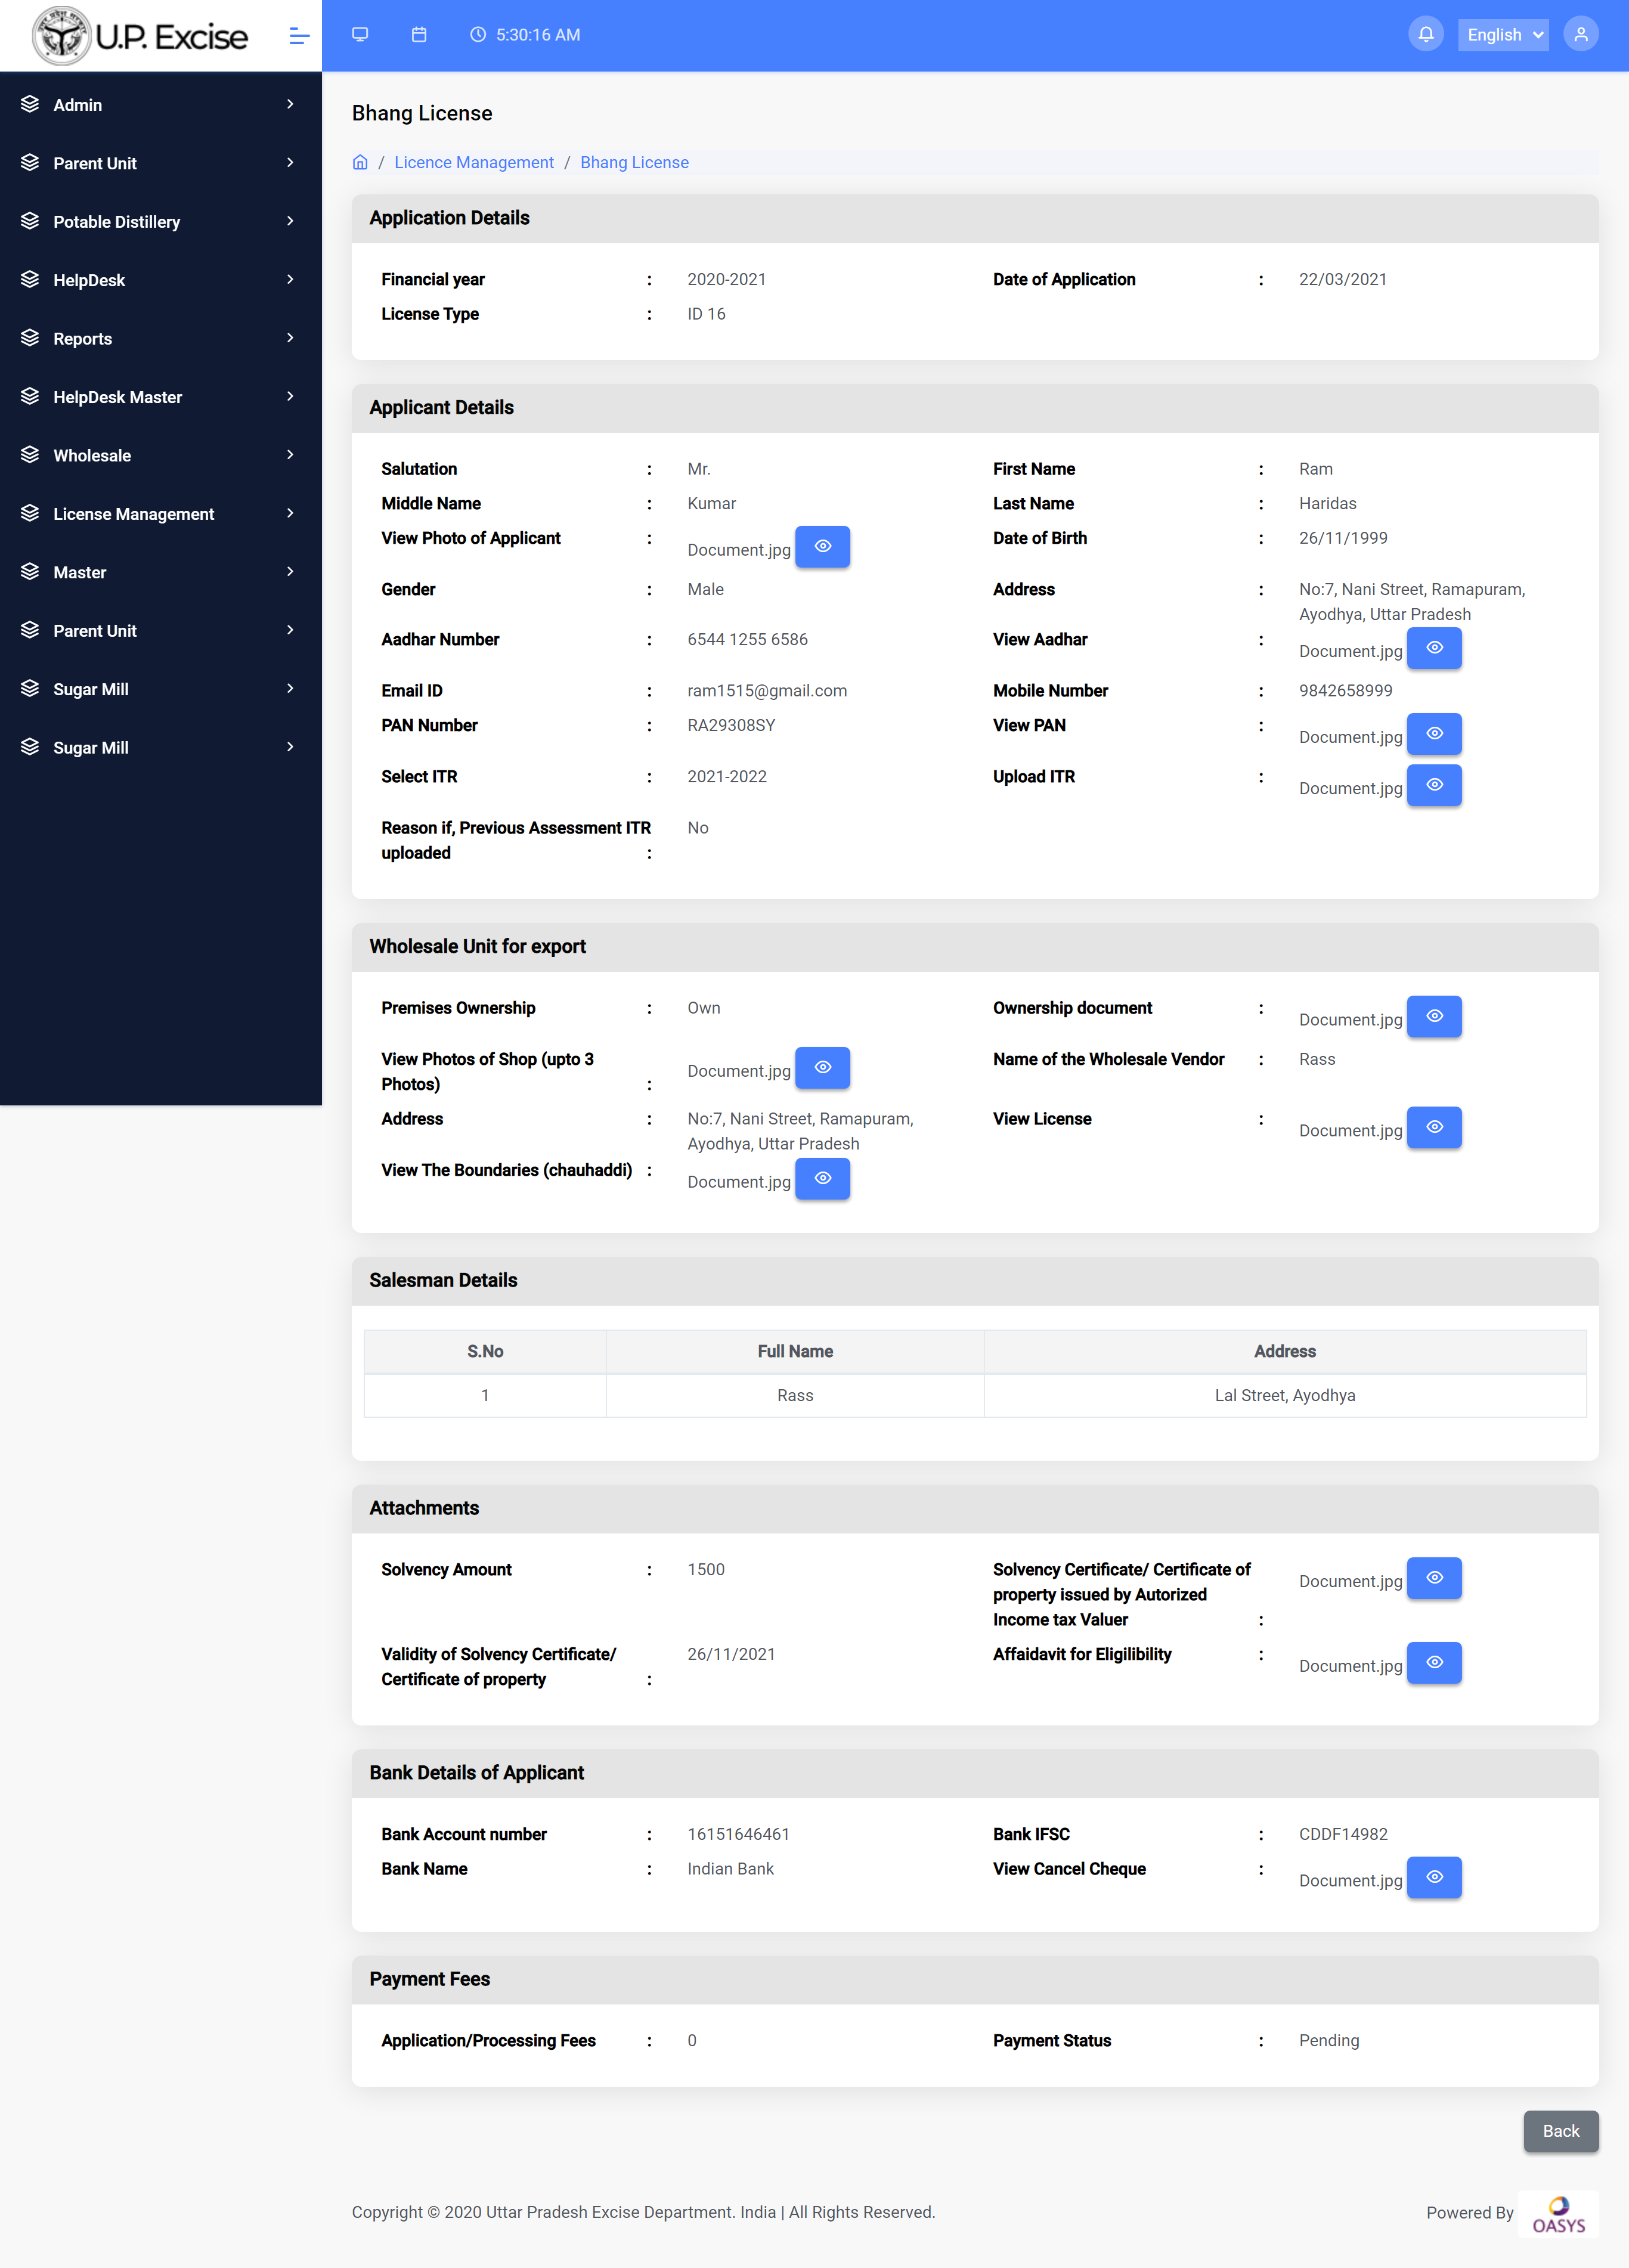 U.P. Excise
5:30:16 AM
English
Admin
Parent Unit
Potable Distillery
HelpDesk
Reports
HelpDesk Master
Wholesale
License Management
Master
Parent Unit
Sugar Mill
Sugar Mill
Bhang License
/ Licence Management / Bhang License
Application Details
Financial year : 2020-2021 Date of Application : 22/03/2021
License Type : ID 16
Applicant Details
Salutation : Mr. First Name : Ram
Middle Name : Kumar Last Name : Haridas
View Photo of Applicant : Document.jpg Date of Birth : 26/11/1999
Gender : Male Address : No:7, Nani Street, Ramapuram,
Ayodhya, Uttar Pradesh
Aadhar Number : 6544 1255 6586 View Aadhar : Document.jpg
Email ID : ram1515@gmail.com Mobile Number : 9842658999
PAN Number : RA29308SY View PAN : Document.jpg
Select ITR : 2021-2022 Upload ITR : Document.jpg
Reason if, Previous Assessment ITR No
uploaded :
Wholesale Unit for export
Premises Ownership : Own Ownership document : Document.jpg
View Photos of Shop (upto 3 Document.jpg Name of the Wholesale Vendor : Rass
Photos) :
Address : No:7, Nani Street, Ramapuram, View License : Document.jpg
Ayodhya, Uttar Pradesh
View The Boundaries (chauhaddi) : Document.jpg
Salesman Details
S.No Full Name Address
1 Rass Lal Street, Ayodhya
Attachments
Solvency Amount : 1500 Solvency Certificate/ Certificate of Document.jpg
property issued by Autorized
Income tax Valuer :
Validity of Solvency Certificate/ 26/11/2021 Affaidavit for Eligilibility : Document.jpg
Certificate of property :
Bank Details of Applicant
Bank Account number : 16151646461 Bank IFSC : CDDF14982
Bank Name : Indian Bank View Cancel Cheque : Document.jpg
Payment Fees
Application/Processing Fees : 0 Payment Status : Pending
Back
Copyright © 2020 Uttar Pradesh Excise Department. India | All Rights Reserved. Powered By OASYS